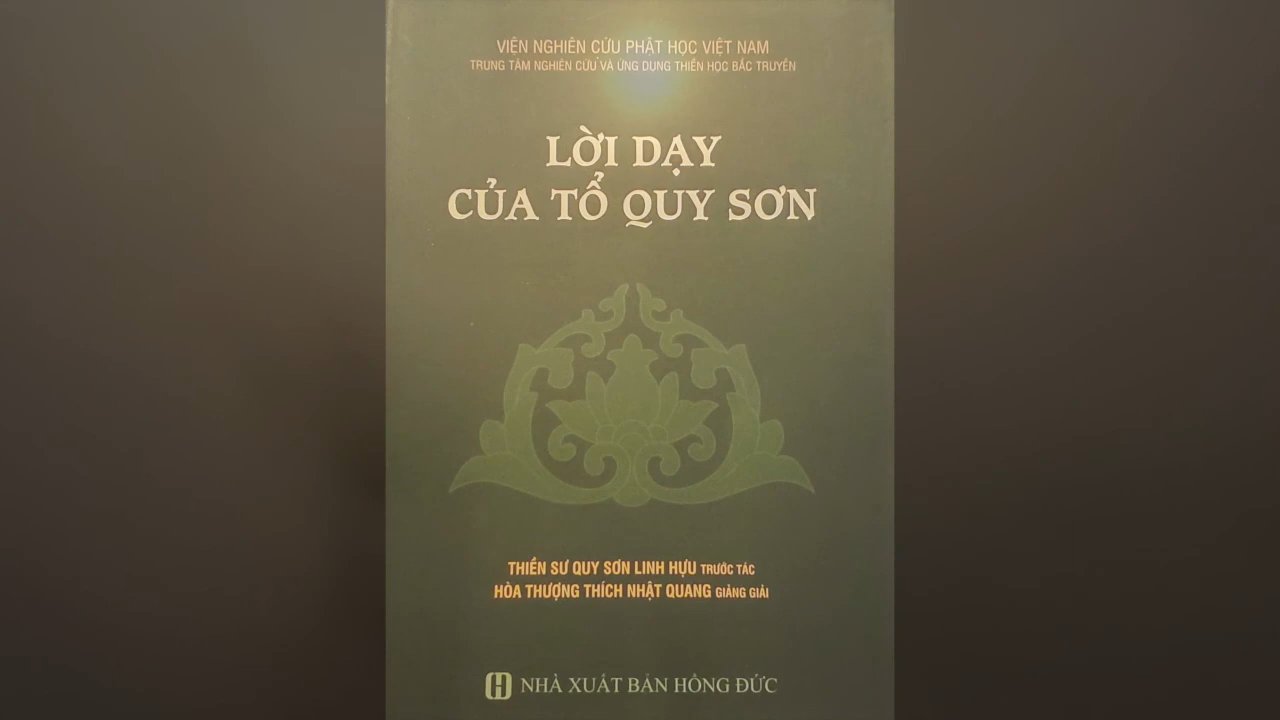 VIỆN NGHIÊN CỨU PHẬT HỌC VIỆT NAM
TRUNG TÂM NGHIÊN CỨU VÀ ỨNG DỤNG THIỀN HỌC BẮC TRUYỀN
LỜI DẠY
CỦA TỔ QUY SƠN
THIỀN SƯ QUY SƠN LINH HỰU TRƯỚC TÁC
HÒA THƯỢNG THÍCH NHẬT QUANG GIẢNG GIẢI
NHÀ XUẤT BẢN HỒNG ĐỨC